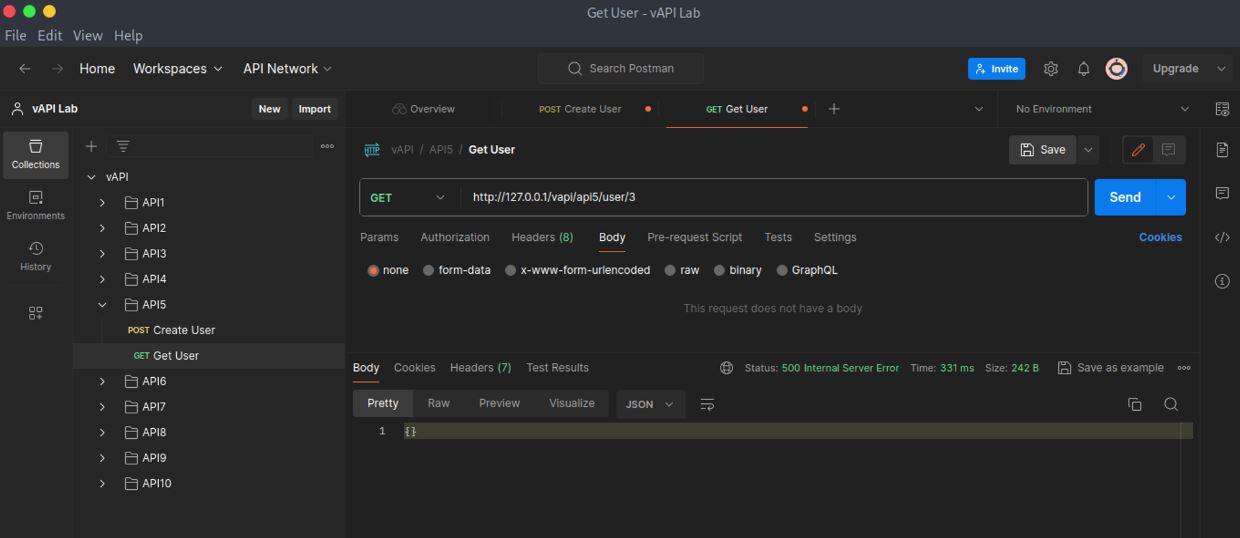 Get User - vAPI Lab
File Edit View Help
Home Workspaces API Network Search Postman Invite Upgrade
vAPI Lab New Import Overview POST Create User GET Get User No Environment
Collections
Environments
History
vAPI
API1
API2
API3
API4
API5
POST Create User
GET Get User
API6
API7
API8
API9
API10
HTTP vAPI / API5 / Get User Save
GET http://127.0.0.1/vapi/api5/user/3 Send
Params Authorization Headers (8) Body Pre-request Script Tests Settings Cookies
none form-data x-www-form-urlencoded raw binary GraphQL
This request does not have a body
Body Cookies Headers (7) Test Results Status: 500 Internal Server Error Time: 331 ms Size: 242 B Save as example
Pretty Raw Preview Visualize JSON
1 {}